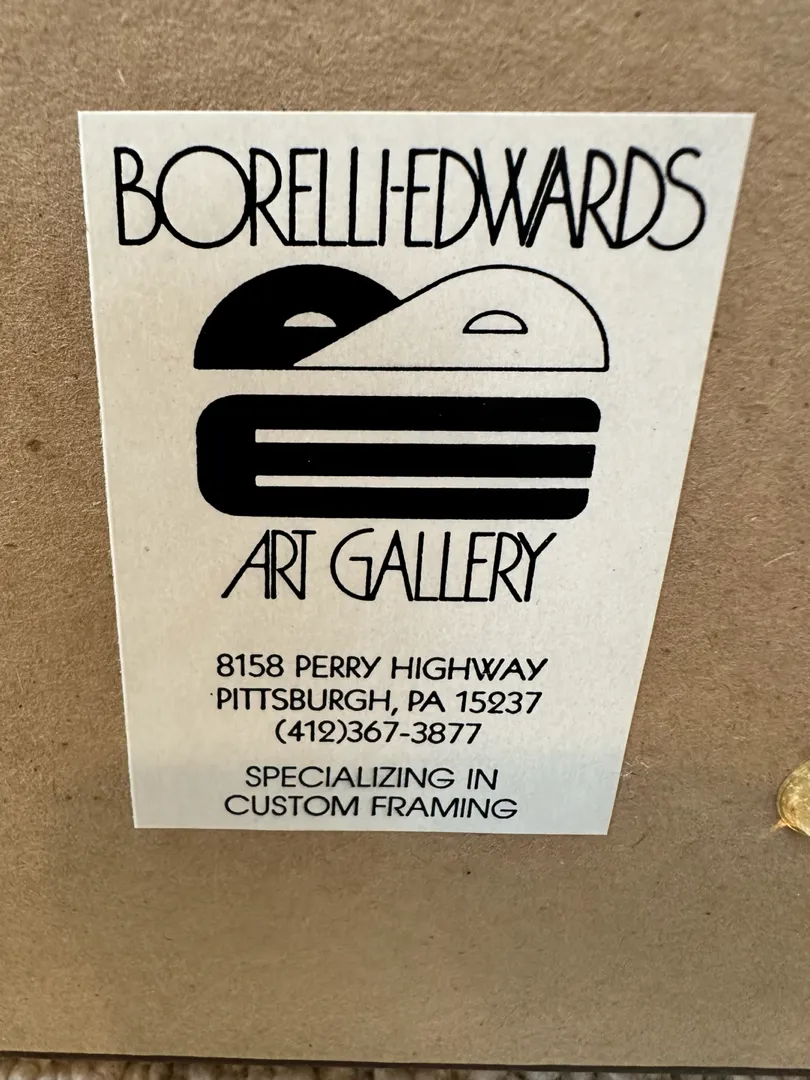 BORELLI-EDWARDS
ART GALLERY
8158 PERRY HIGHWAY
PITTSBURGH, PA 15237
(412)367-3877
SPECIALIZING IN
CUSTOM FRAMING